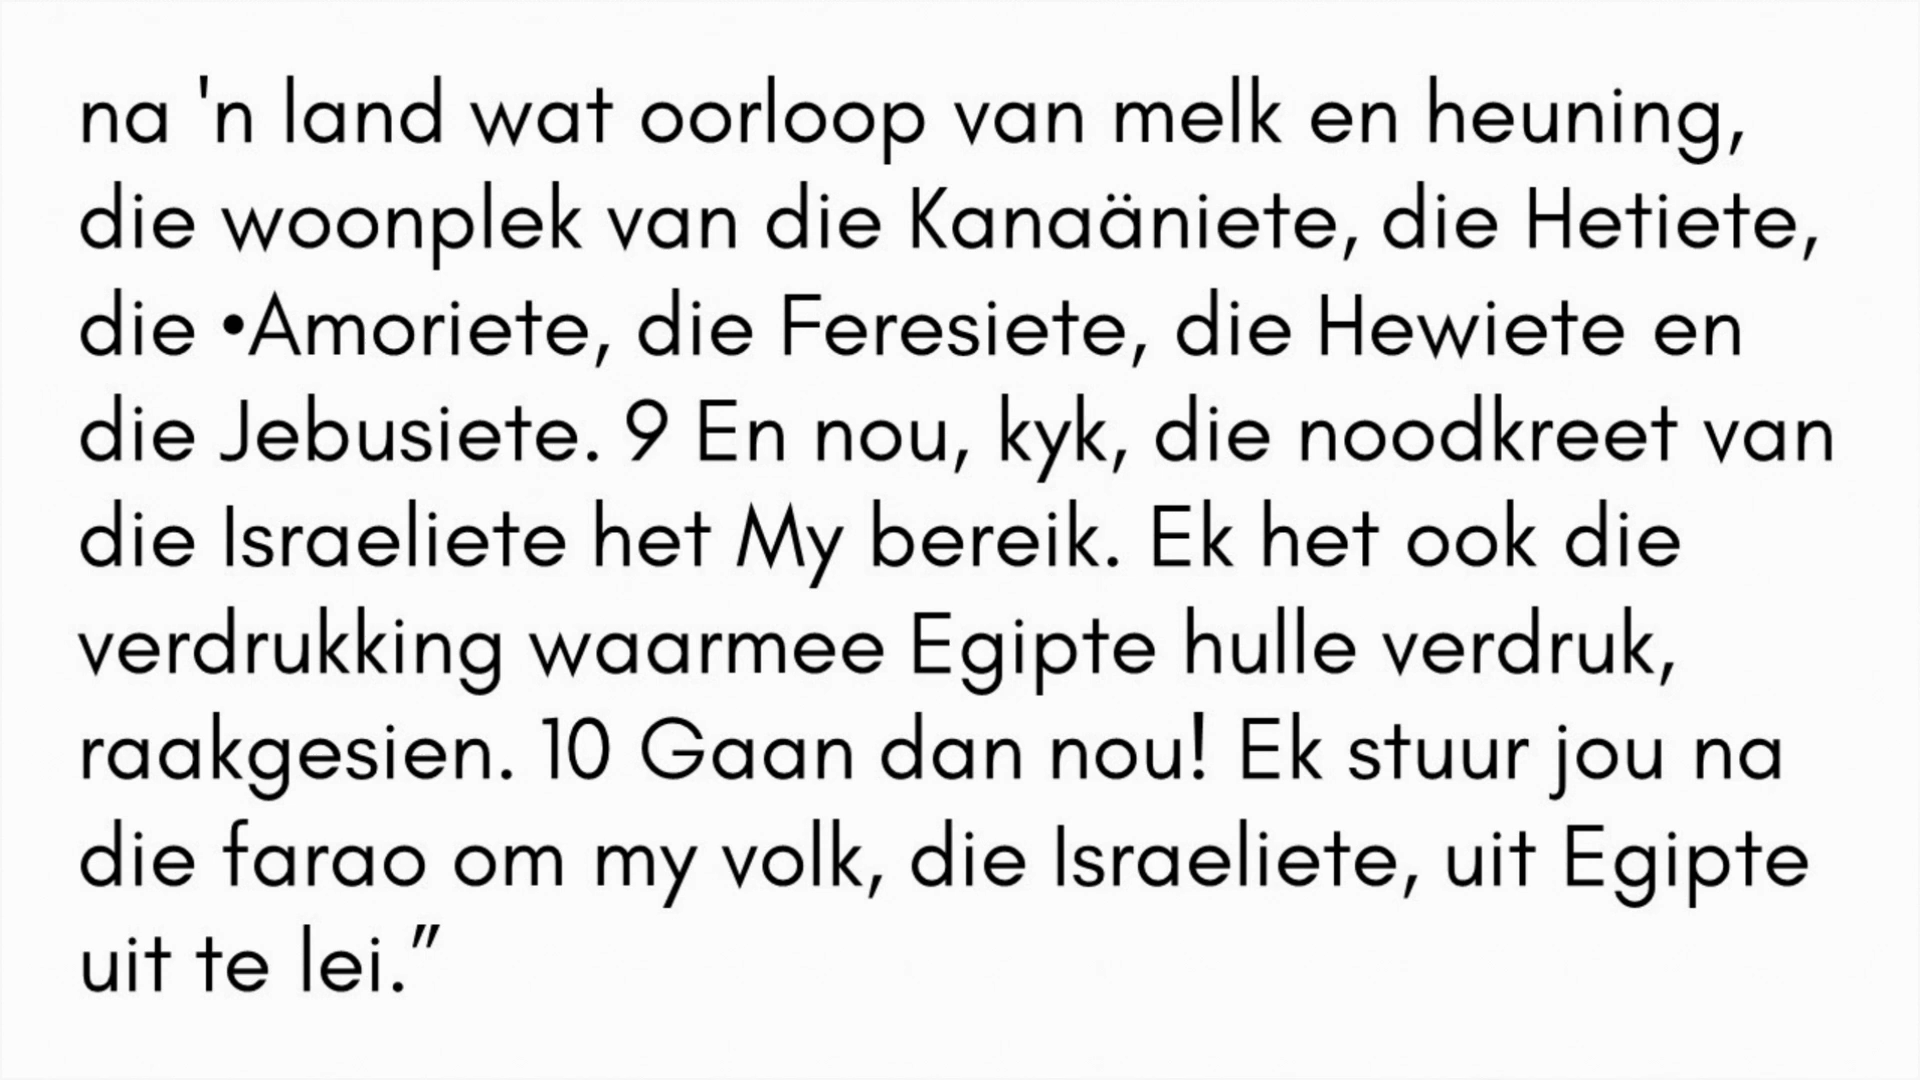 na 'n land wat oorloop van melk en heuning,
die woonplek van die Kanaäniete, die Hetiete,
die •Amoriete, die Feresiete, die Hewiete en
die Jebusiete. 9 En nou, kyk, die noodkreet van
die Israeliete het My bereik. Ek het ook die
verdrukking waarmee Egipte hulle verdruk,
raakgesien. 10 Gaan dan nou! Ek stuur jou na
die farao om my volk, die Israeliete, uit Egipte
uit te lei.”